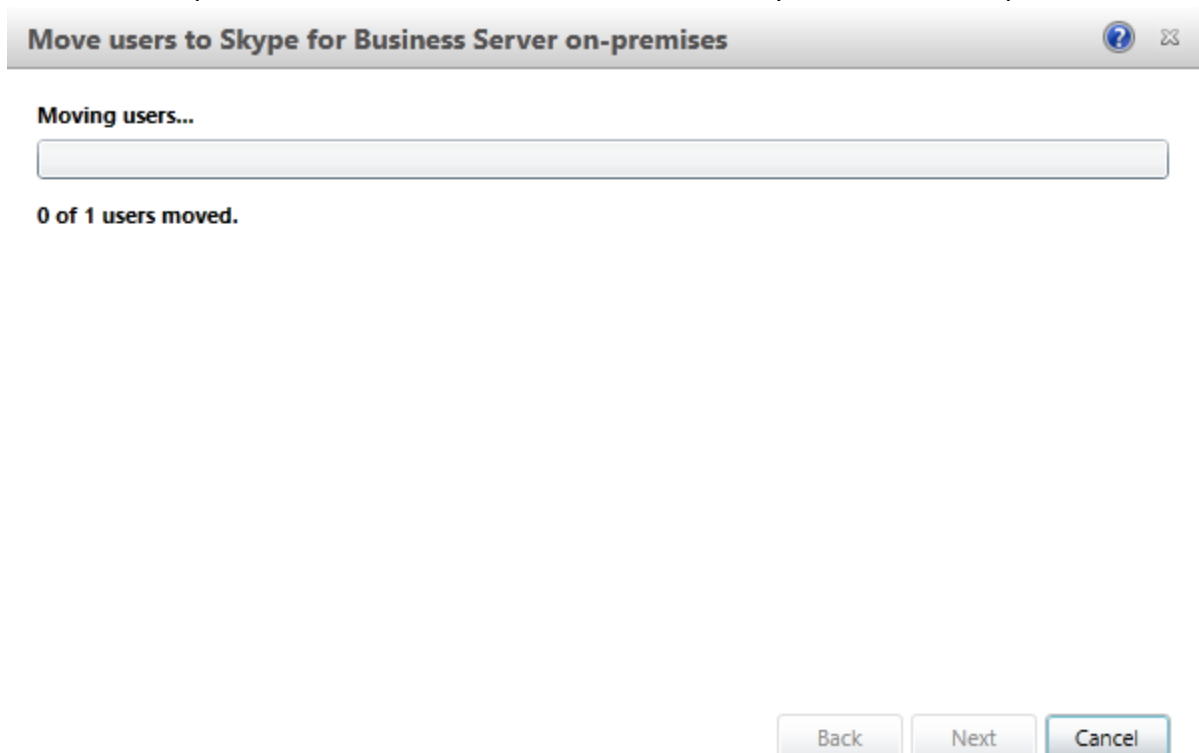 Move users to Skype for Business Server on-premises
Moving users...
0 of 1 users moved.
Back Next Cancel